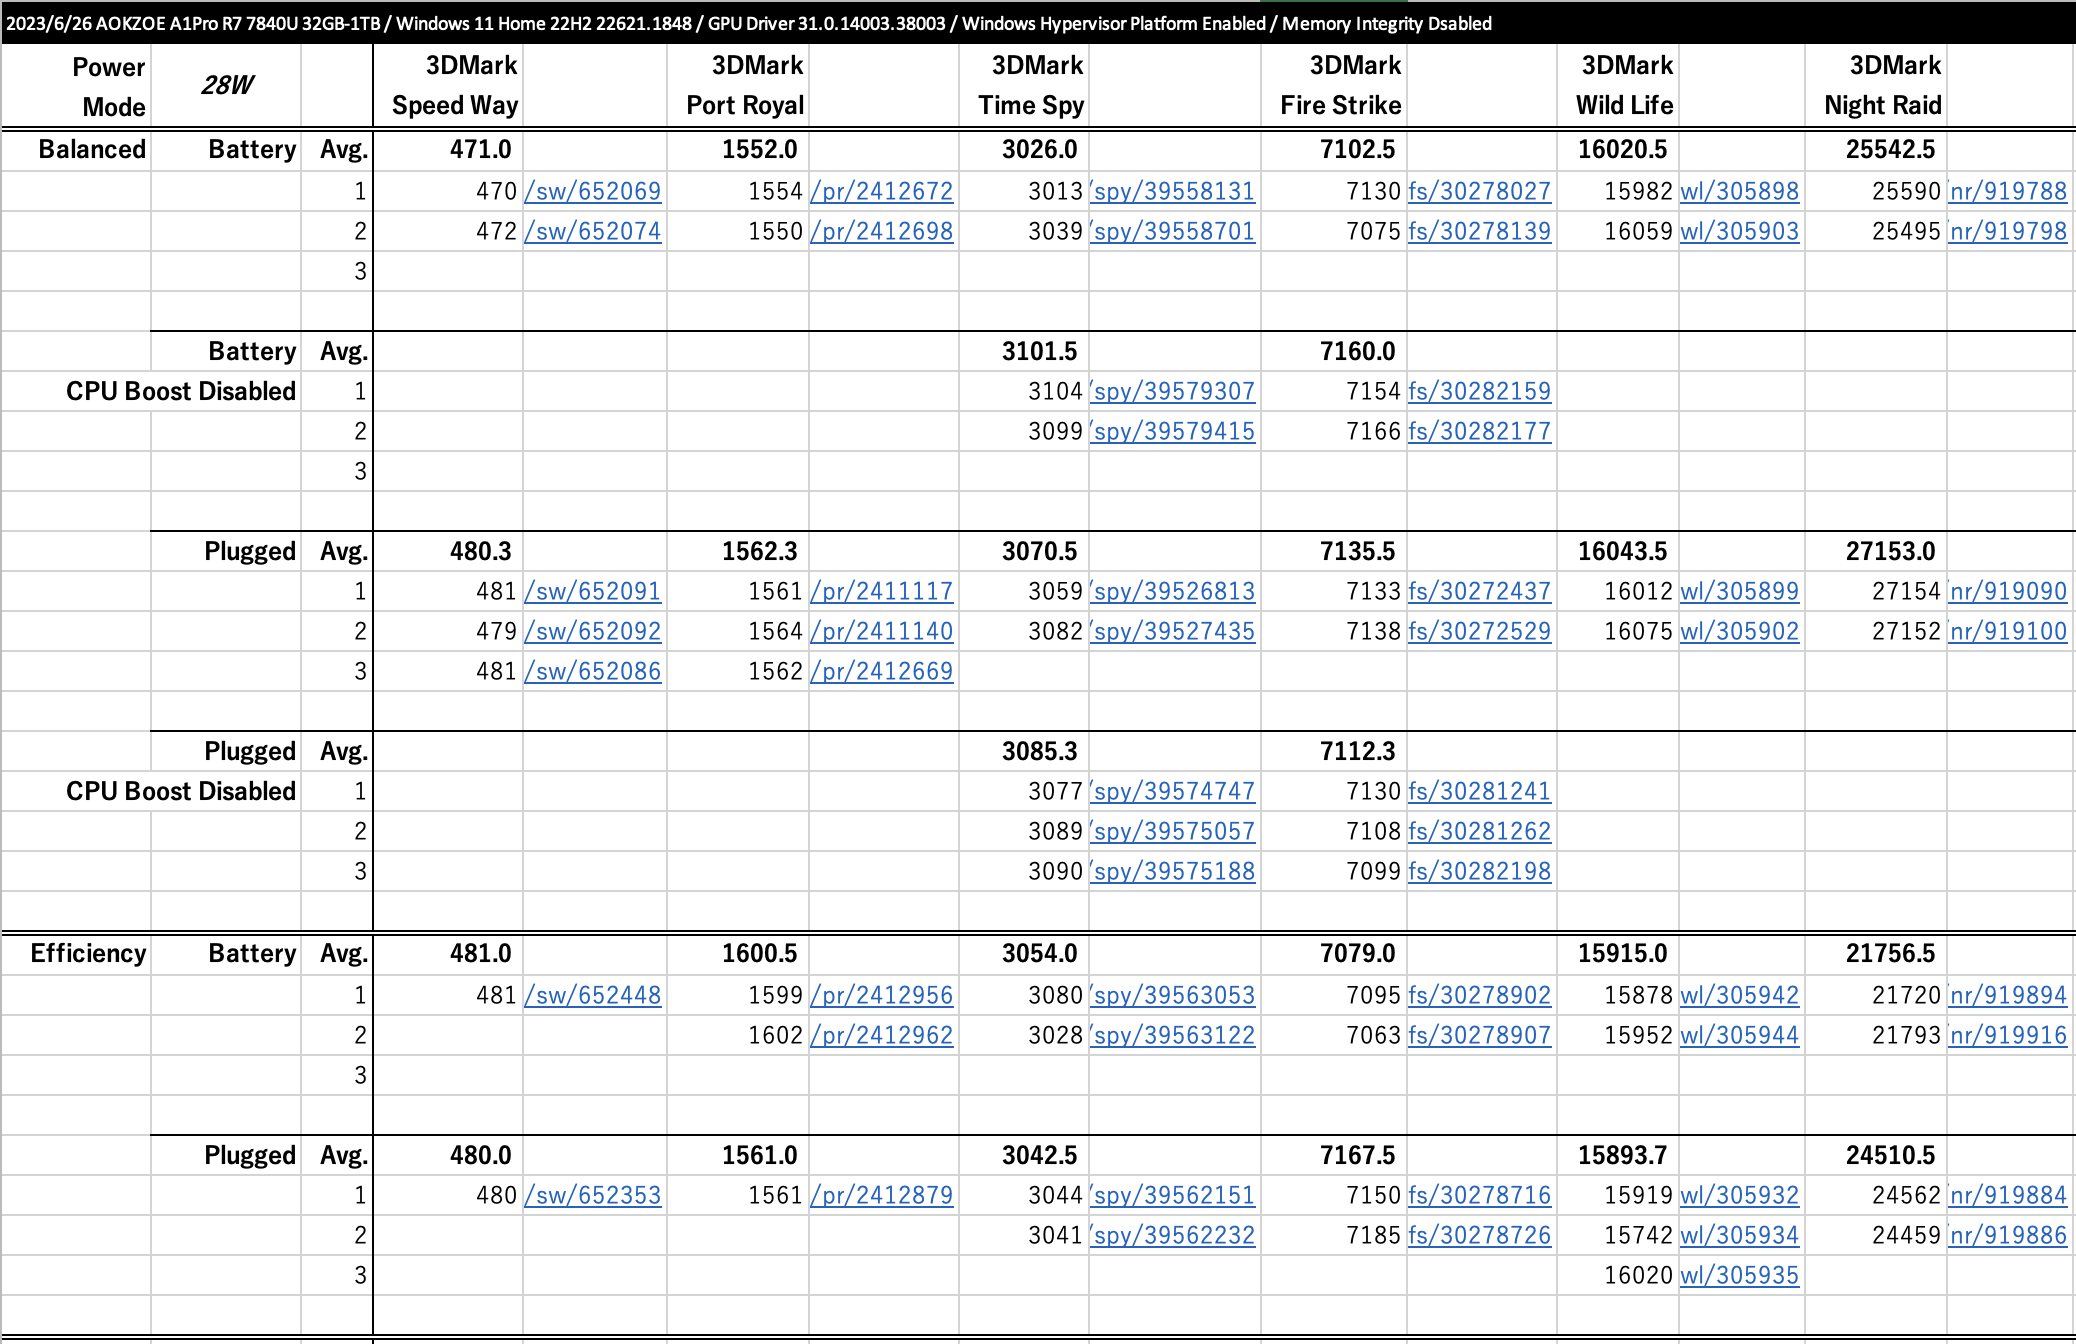 2023/6/26 AOKZOE A1Pro R7 7840U 32GB-1TB / Windows 11 Home 22H2 22621.1848 / GPU Driver 31.0.14003.38003 / Windows Hypervisor Platform Enabled / Memory Integrity Dsabled
Power Mode 28W 3DMark Speed Way 3DMark Port Royal 3DMark Time Spy 3DMark Fire Strike 3DMark Wild Life 3DMark Night Raid
Balanced Battery Avg. 471.0 1552.0 3026.0 7102.5 16020.5 25542.5
1 470 /sw/652069 1554 /pr/2412672 3013 /spy/39558131 7130 fs/30278027 15982 wl/305898 25590 nr/919788
2 472 /sw/652074 1550 /pr/2412698 3039 /spy/39558701 7075 fs/30278139 16059 wl/305903 25495 nr/919798
3
Battery Avg. 3101.5 7160.0
CPU Boost Disabled 1 3104 /spy/39579307 7154 fs/30282159
2 3099 /spy/39579415 7166 fs/30282177
3
Plugged Avg. 480.3 1562.3 3070.5 7135.5 16043.5 27153.0
1 481 /sw/652091 1561 /pr/2411117 3059 /spy/39526813 7133 fs/30272437 16012 wl/305899 27154 nr/919090
2 479 /sw/652092 1564 /pr/2411140 3082 /spy/39527435 7138 fs/30272529 16075 wl/305902 27152 nr/919100
3 481 /sw/652086 1562 /pr/2412669
Plugged Avg. 3085.3 7112.3
CPU Boost Disabled 1 3077 /spy/39574747 7130 fs/30281241
2 3089 /spy/39575057 7108 fs/30281262
3 3090 /spy/39575188 7099 fs/30282198
Efficiency Battery Avg. 481.0 1600.5 3054.0 7079.0 15915.0 21756.5
1 481 /sw/652448 1599 /pr/2412956 3080 /spy/39563053 7095 fs/30278902 15878 wl/305942 21720 nr/919894
2 1602 /pr/2412962 3028 /spy/39563122 7063 fs/30278907 15952 wl/305944 21793 nr/919916
3
Plugged Avg. 480.0 1561.0 3042.5 7167.5 15893.7 24510.5
1 480 /sw/652353 1561 /pr/2412879 3044 /spy/39562151 7150 fs/30278716 15919 wl/305932 24562 nr/919884
2 3041 /spy/39562232 7185 fs/30278726 15742 wl/305934 24459 nr/919886
3 16020 wl/305935